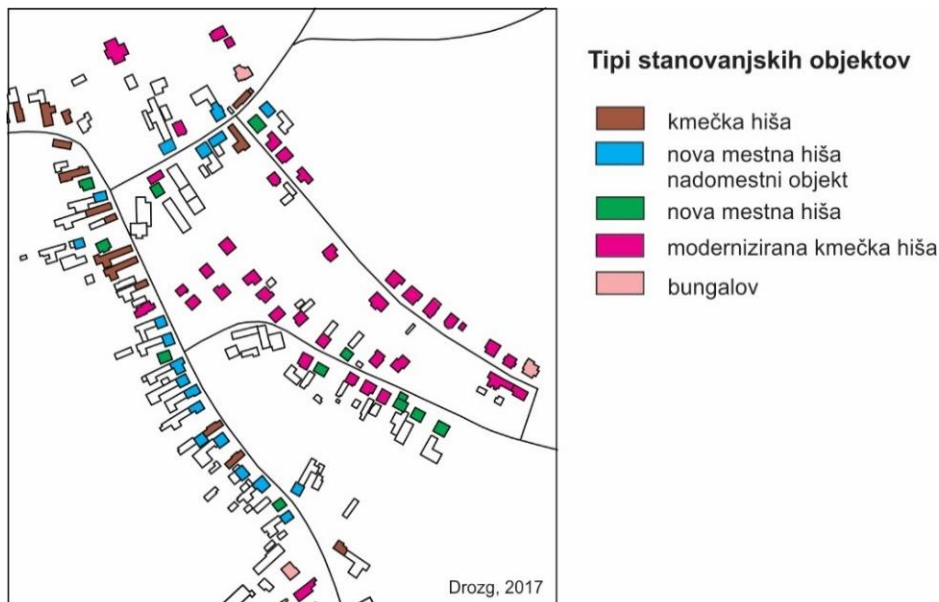 Tipi stanovanjskih objektov
kmečka hiša
nova mestna hiša
nadomestni objekt
nova mestna hiša
modernizirana kmečka hiša
bungalov
Drozg, 2017